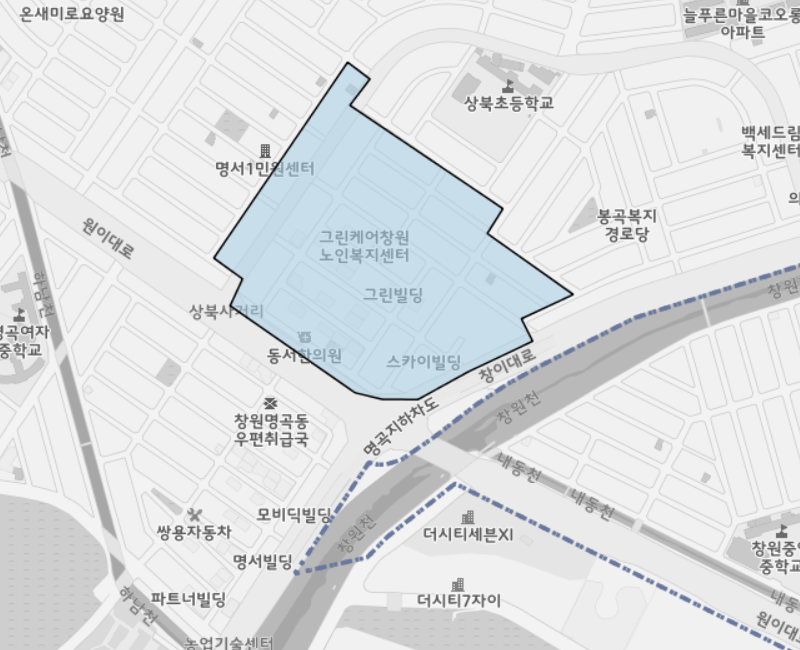 온새미로요양원
늘푸른마을코오롱
아파트
상북초등학교
명서1민원센터
백세드림
복지센터
하남천
원이대로
봉곡복지
경로당
그린케어창원
노인복지센터
하남천
그린빌딩
창원
상북사거리
명곡여자
중학교
동서한의원
스카이빌딩
창이대로
창원천
명곡지하차도
창원명곡동
우편취급국
내동천
내동천
모비딕빌딩
창원천
쌍용자동차
더시티세븐XI
명서빌딩
창원중앙
중학교
하남천
파트너빌딩
더시티7자이
내동
원이대로
농업기술센터